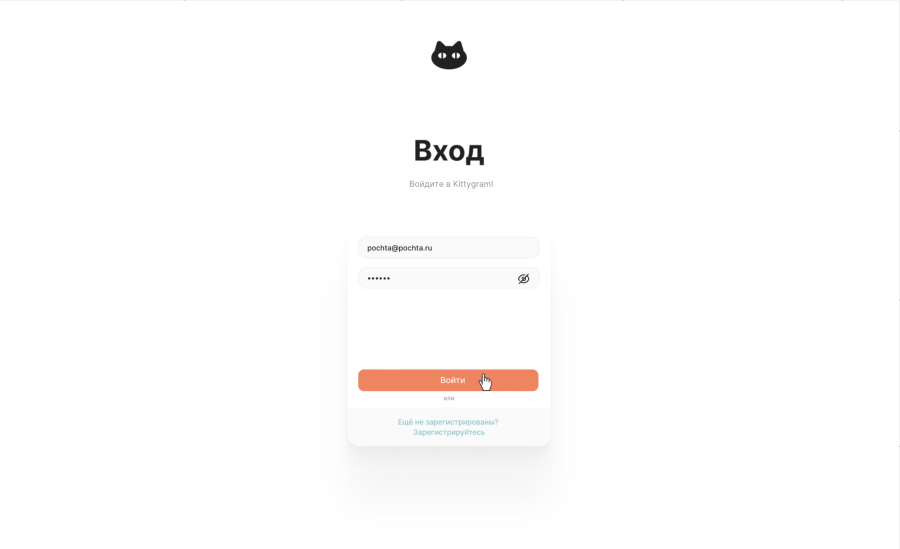 Вход
Войдите в Kittygram!
pochta@pochta.ru
••••••
Войти
или
Ещё не зарегистрированы?
Зарегистрируйтесь